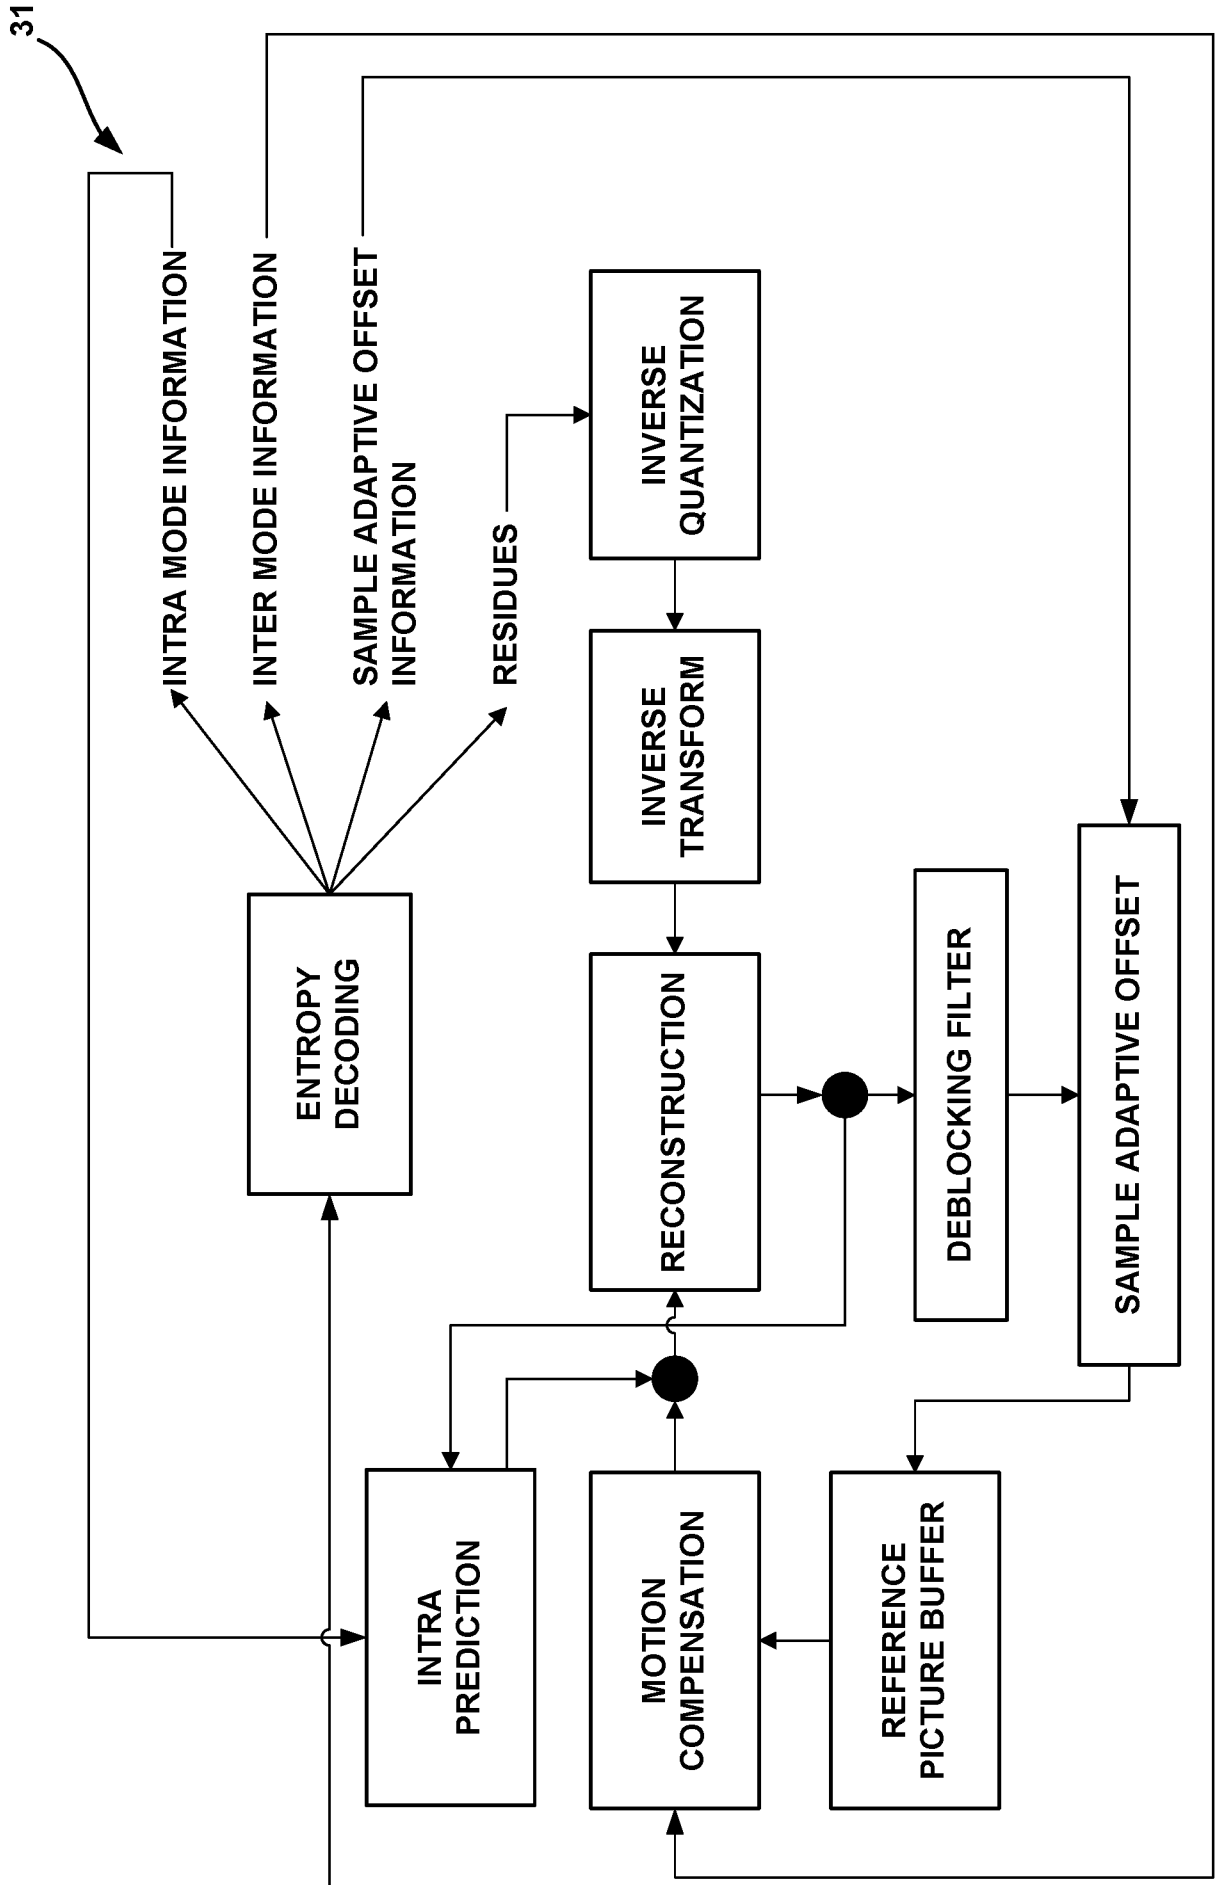 31
INTRA MODE INFORMATION
INTER MODE INFORMATION
SAMPLE ADAPTIVE OFFSET
INFORMATION
RESIDUES
ENTROPY
DECODING
INTRA
PREDICTION
INVERSE
QUANTIZATION
INVERSE
TRANSFORM
RECONSTRUCTION
MOTION
COMPENSATION
DEBLOCKING FILTER
REFERENCE
PICTURE BUFFER
SAMPLE ADAPTIVE OFFSET